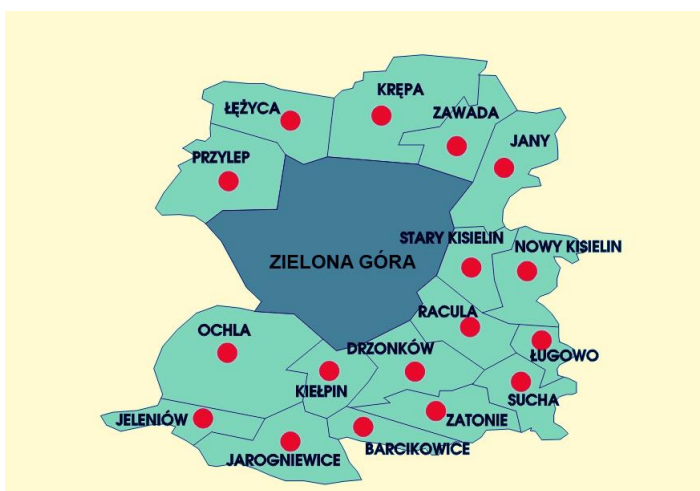 KRĘPA
ŁĘŻYCA
ZAWADA
JANY
PRZYLEP
STARY KISIELIN
NOWY KISIELIN
ZIELONA GÓRA
RACULA
OCHLA
DRZONKÓW
ŁUGOWO
KIEŁPIN
SUCHA
JELENIÓW
ZATONIE
BARCIKOWICE
JAROGNIEWICE